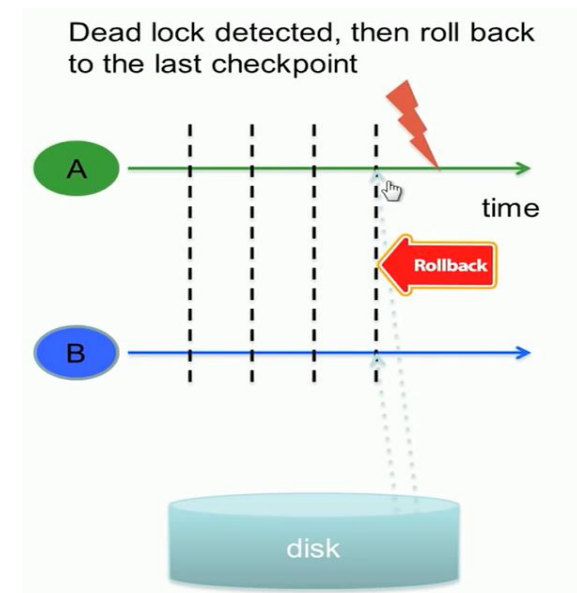 Dead lock detected, then roll back
to the last checkpoint
A
time
Rollback
B
disk